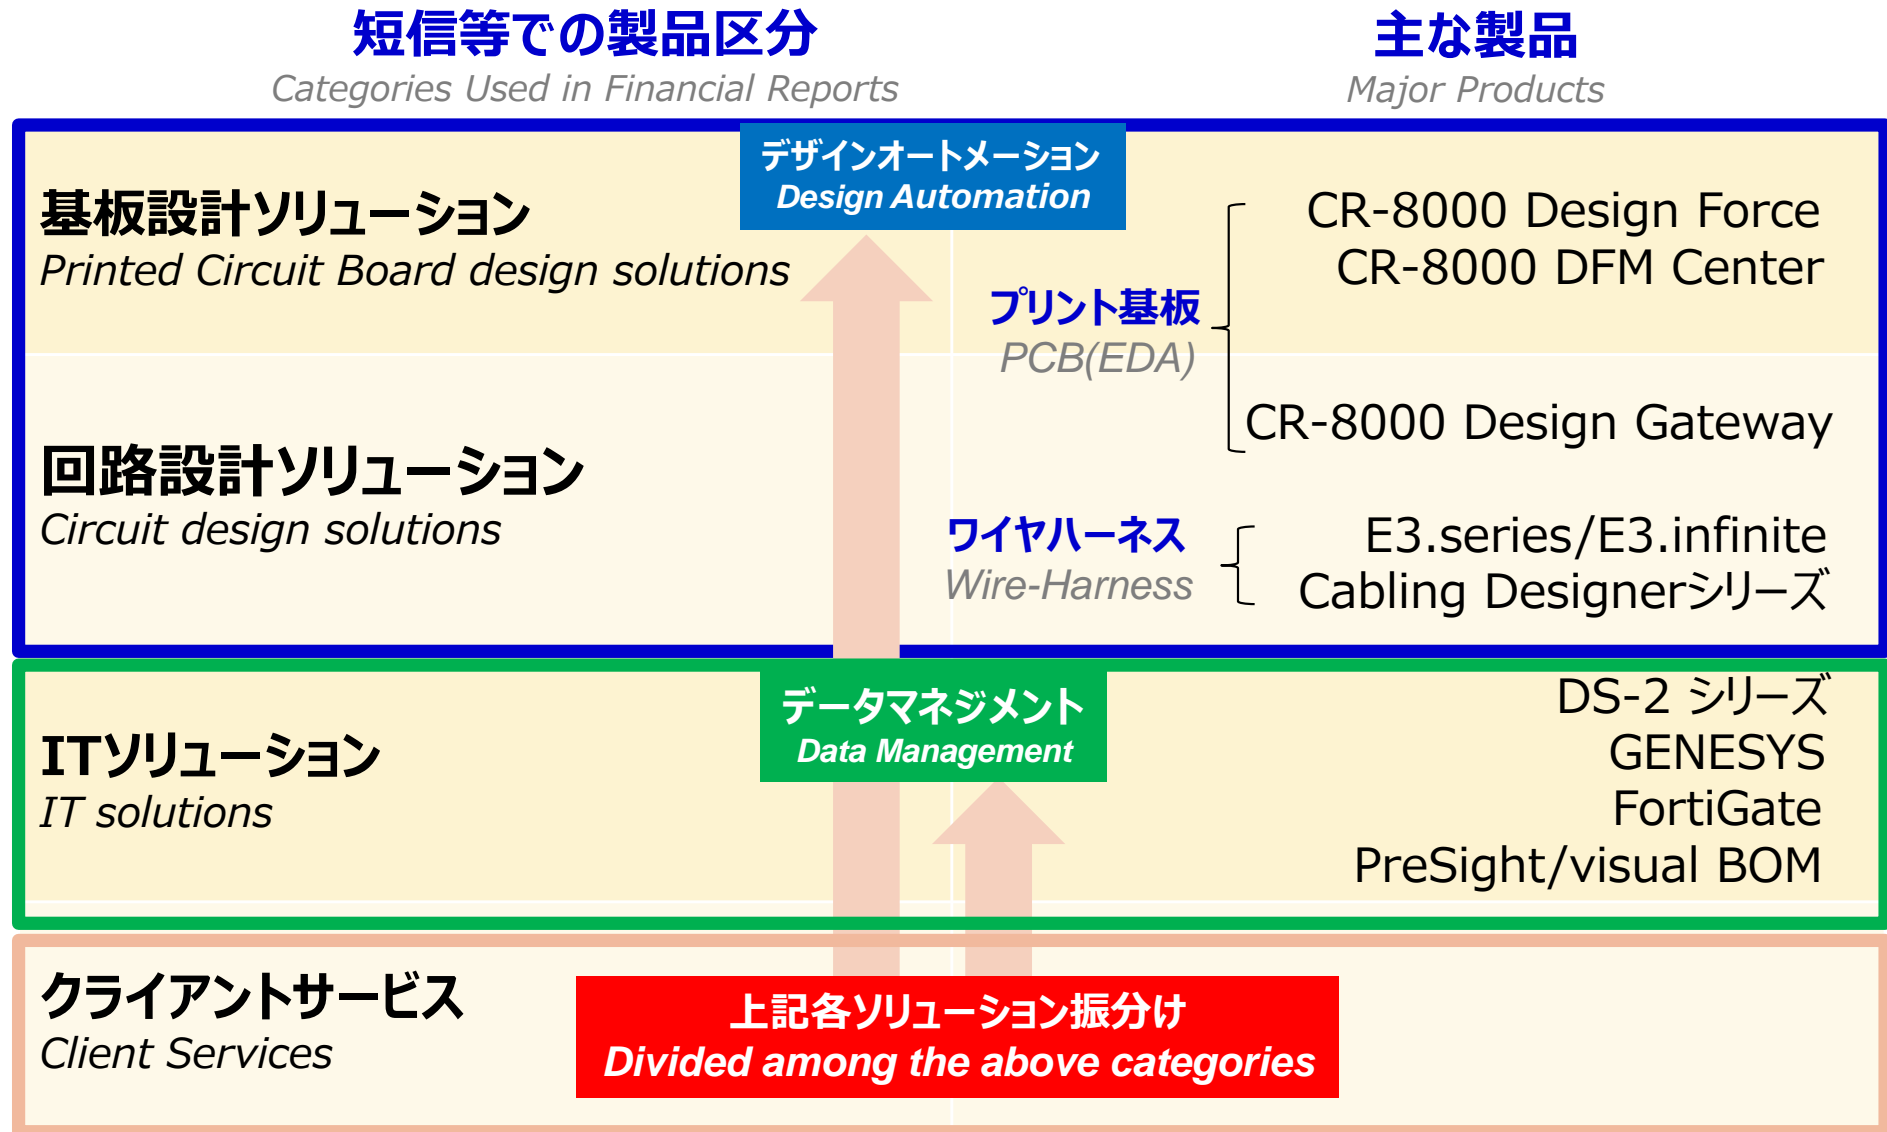 短信等での製品区分
Categories Used in Financial Reports
主な製品
Major Products
デザインオートメーション
Design Automation
基板設計ソリューション
Printed Circuit Board design solutions
CR-8000 Design Force
CR-8000 DFM Center
プリント基板
PCB(EDA)
CR-8000 Design Gateway
回路設計ソリューション
Circuit design solutions
ワイヤハーネス
Wire-Harness
E3.series/E3.infinite
Cabling Designerシリーズ
データマネジメント
Data Management
ITソリューション
IT solutions
DS-2 シリーズ
GENESYS
FortiGate
PreSight/visual BOM
クライアントサービス
Client Services
上記各ソリューション振分け
Divided among the above categories